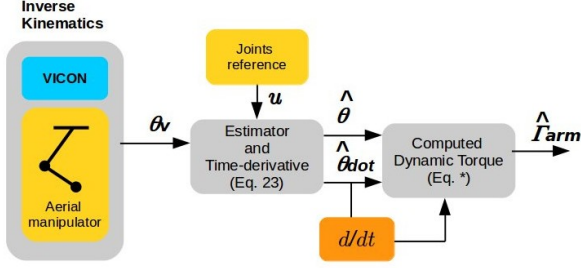 Inverse
Kinematics
VICON
Aerial
manipulator
θv
Joints
reference
u
Estimator
and
Time-derivative
(Eq. 23)
θ̂
θ̂dot
d/dt
Computed
Dynamic Torque
(Eq. *)
Γ̂arm